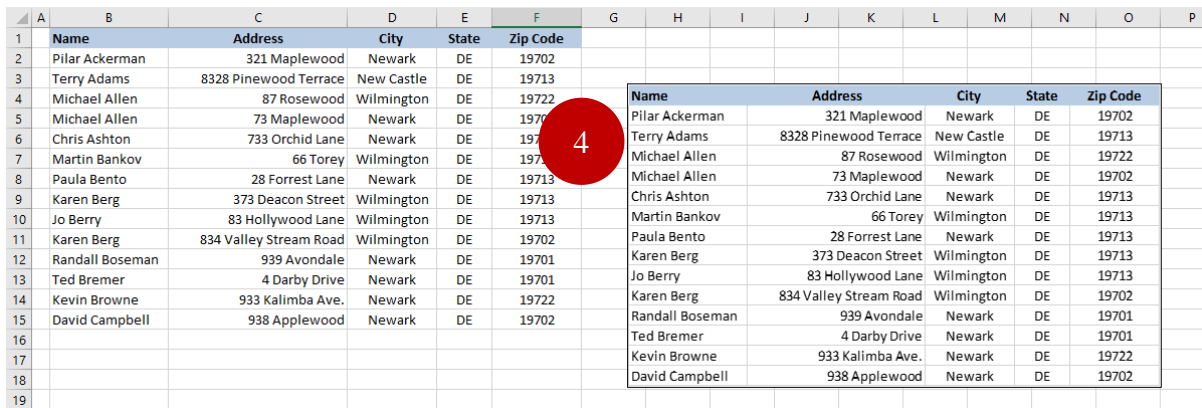 A B C D E F G H I J K L M N O P
1 Name Address City State Zip Code
2 Pilar Ackerman 321 Maplewood Newark DE 19702
3 Terry Adams 8328 Pinewood Terrace New Castle DE 19713
4 Michael Allen 87 Rosewood Wilmington DE 19722
5 Michael Allen 73 Maplewood Newark DE
6 Chris Ashton 733 Orchid Lane Newark DE
7 Martin Bankov 66 Torey Wilmington DE
8 Paula Bento 28 Forrest Lane Newark DE 19713
9 Karen Berg 373 Deacon Street Wilmington DE 19713
10 Jo Berry 83 Hollywood Lane Wilmington DE 19713
11 Karen Berg 834 Valley Stream Road Wilmington DE 19702
12 Randall Boseman 939 Avondale Newark DE 19701
13 Ted Bremer 4 Darby Drive Newark DE 19701
14 Kevin Browne 933 Kalimba Ave. Newark DE 19722
15 David Campbell 938 Applewood Newark DE 19702
16
17
18
19
4
Name Address City State Zip Code
Pilar Ackerman 321 Maplewood Newark DE 19702
Terry Adams 8328 Pinewood Terrace New Castle DE 19713
Michael Allen 87 Rosewood Wilmington DE 19722
Michael Allen 73 Maplewood Newark DE 19702
Chris Ashton 733 Orchid Lane Newark DE 19713
Martin Bankov 66 Torey Wilmington DE 19713
Paula Bento 28 Forrest Lane Newark DE 19713
Karen Berg 373 Deacon Street Wilmington DE 19713
Jo Berry 83 Hollywood Lane Wilmington DE 19713
Karen Berg 834 Valley Stream Road Wilmington DE 19702
Randall Boseman 939 Avondale Newark DE 19701
Ted Bremer 4 Darby Drive Newark DE 19701
Kevin Browne 933 Kalimba Ave. Newark DE 19722
David Campbell 938 Applewood Newark DE 19702